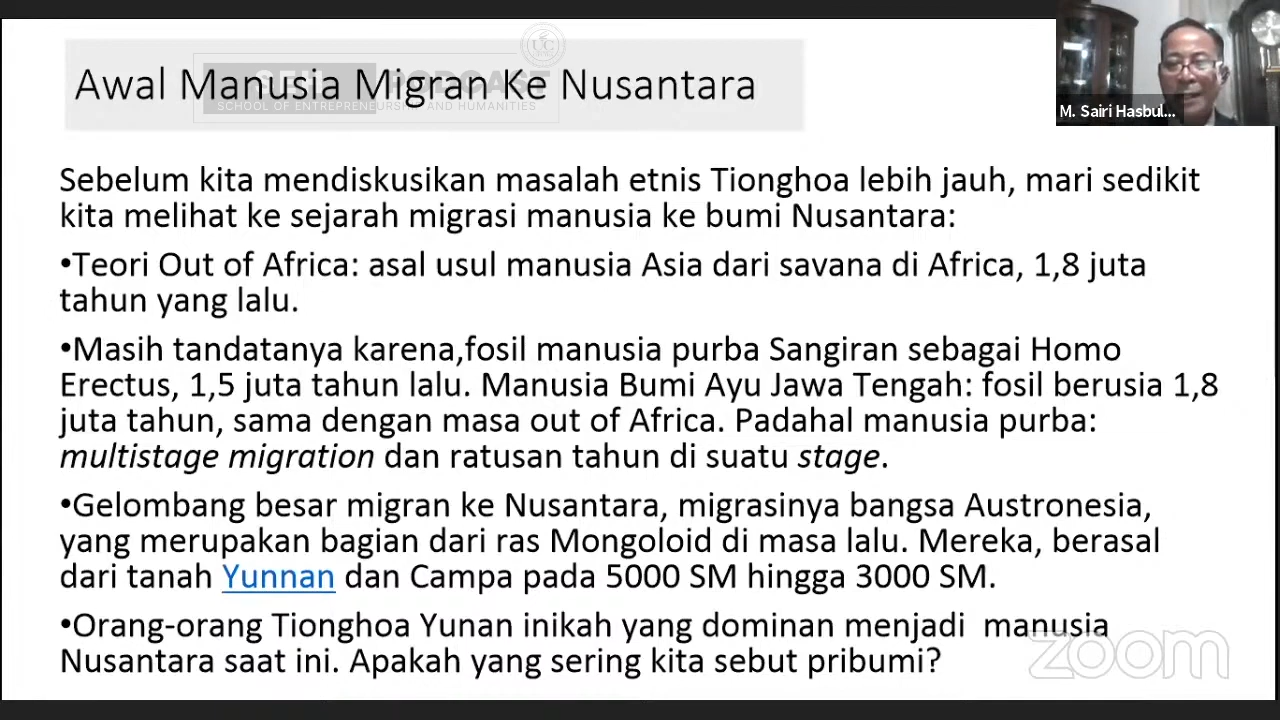 Awal Manusia Migran Ke Nusantara
UC
PODCAST
SCHOOL OF ENTREPRENEURSHIP AND HUMANITIES
M. Sairi Hasbul...
Sebelum kita mendiskusikan masalah etnis Tionghoa lebih jauh, mari sedikit
kita melihat ke sejarah migrasi manusia ke bumi Nusantara:
•Teori Out of Africa: asal usul manusia Asia dari savana di Africa, 1,8 juta
tahun yang lalu.
•Masih tandatanya karena,fosil manusia purba Sangiran sebagai Homo
Erectus, 1,5 juta tahun lalu. Manusia Bumi Ayu Jawa Tengah: fosil berusia 1,8
juta tahun, sama dengan masa out of Africa. Padahal manusia purba:
multistage migration dan ratusan tahun di suatu stage.
•Gelombang besar migran ke Nusantara, migrasinya bangsa Austronesia,
yang merupakan bagian dari ras Mongoloid di masa lalu. Mereka, berasal
dari tanah Yunnan dan Campa pada 5000 SM hingga 3000 SM.
•Orang-orang Tionghoa Yunan inikah yang dominan menjadi manusia
Nusantara saat ini. Apakah yang sering kita sebut pribumi?
zoom